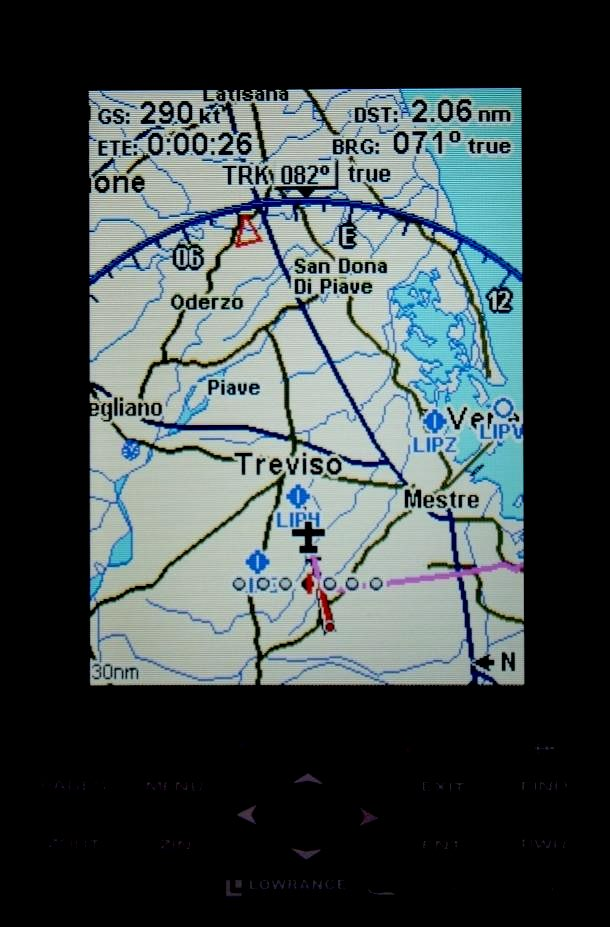 Latisana
GS: 290 kt DST: 2.06 nm
ETE: 0:00:26 BRG: 071° true
TRK 082° true
one
06 E
San Dona
Di Piave
12
Oderzo
Piave
egliano
LIPZ LIPV
Treviso
Mestre
LIPH
N
30nm
MENU EXIT FIND
ZOUT ZIN ENT PWR
LOWRANCE